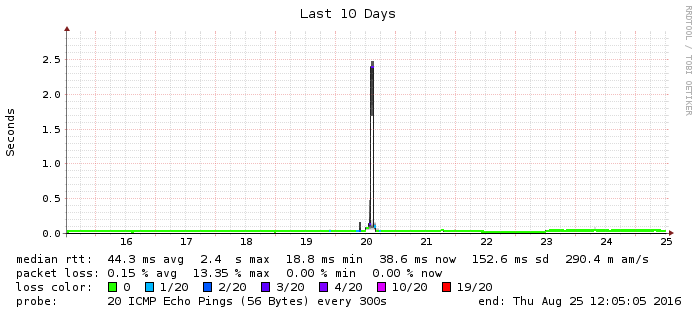 Last 10 Days
RRDTOOL / TOBI OETIKER
Seconds
2.5
2.0
1.5
1.0
0.5
0.0
16 17 18 19 20 21 22 23 24 25
median rtt: 44.3 ms avg 2.4 s max 18.8 ms min 38.6 ms now 152.6 ms sd 290.4 m am/s
packet loss: 0.15 % avg 13.35 % max 0.00 % min 0.00 % now
loss color: 0 1/20 2/20 3/20 4/20 10/20 19/20
probe: 20 ICMP Echo Pings (56 Bytes) every 300s end: Thu Aug 25 12:05:05 2016